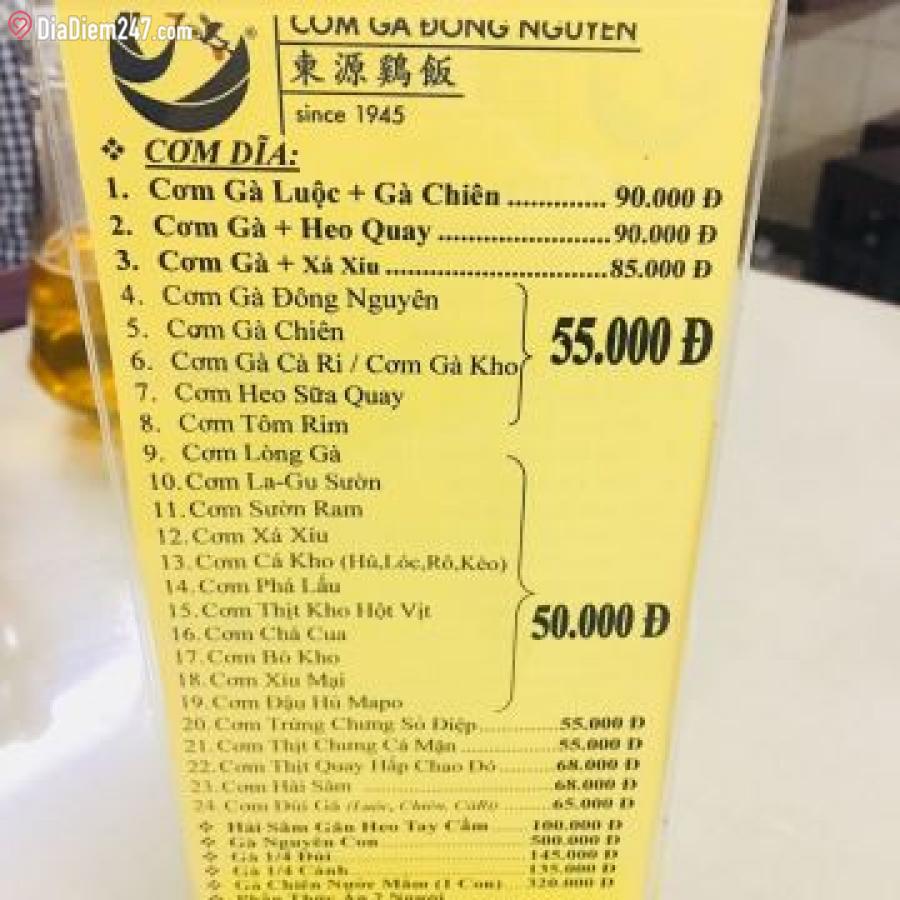 DiaDiem247.com
CƠM GÀ ĐÔNG NGUYÊN
®
東源鷄飯
since 1945
❖ CƠM DĨA:
1. Cơm Gà Luộc + Gà Chiên ............. 90.000 Đ
2. Cơm Gà + Heo Quay ......................90.000 Đ
3. Cơm Gà + Xá Xíu ............................85.000 Đ
4. Cơm Gà Đông Nguyên
5. Cơm Gà Chiên
6. Cơm Gà Cà Ri / Cơm Gà Kho
7. Cơm Heo Sữa Quay
8. Cơm Tôm Rim
55.000 Đ
9. Cơm Lòng Gà
10. Cơm La-Gu Sườn
11. Cơm Sườn Ram
12. Cơm Xá Xíu
13. Cơm Cá Kho (Hú,Lóc,Rô,Kèo)
14. Cơm Phá Lấu
15. Cơm Thịt Kho Hột Vịt
16. Cơm Chả Cua
17. Cơm Bò Kho
18. Cơm Xíu Mại
19. Cơm Đậu Hủ Mapo
50.000 Đ
20. Cơm Trứng Chưng Sò Điệp..............55.000 Đ
21. Cơm Thịt Chưng Cá Mặn ................55.000 Đ
22. Cơm Thịt Quay Hấp Chao Đỏ..........68.000 Đ
23. Cơm Hải Sâm ..................................68.000 Đ
24. Cơm Đùi Gà (Luộc, Chiên, CàRi) .......65.000 Đ
❖ Hải Sâm Gân Heo Tay Cầm ......100.000 Đ
❖ Gà Nguyên Con ........................500.000 Đ
❖ Gà 1/4 Đùi ................................145.000 Đ
❖ Gà 1/4 Cánh .............................135.000 Đ
❖ Gà Chiên Nước Mắm (1 Con)....320.000 Đ
❖ Phần Thức Ăn 2 Người